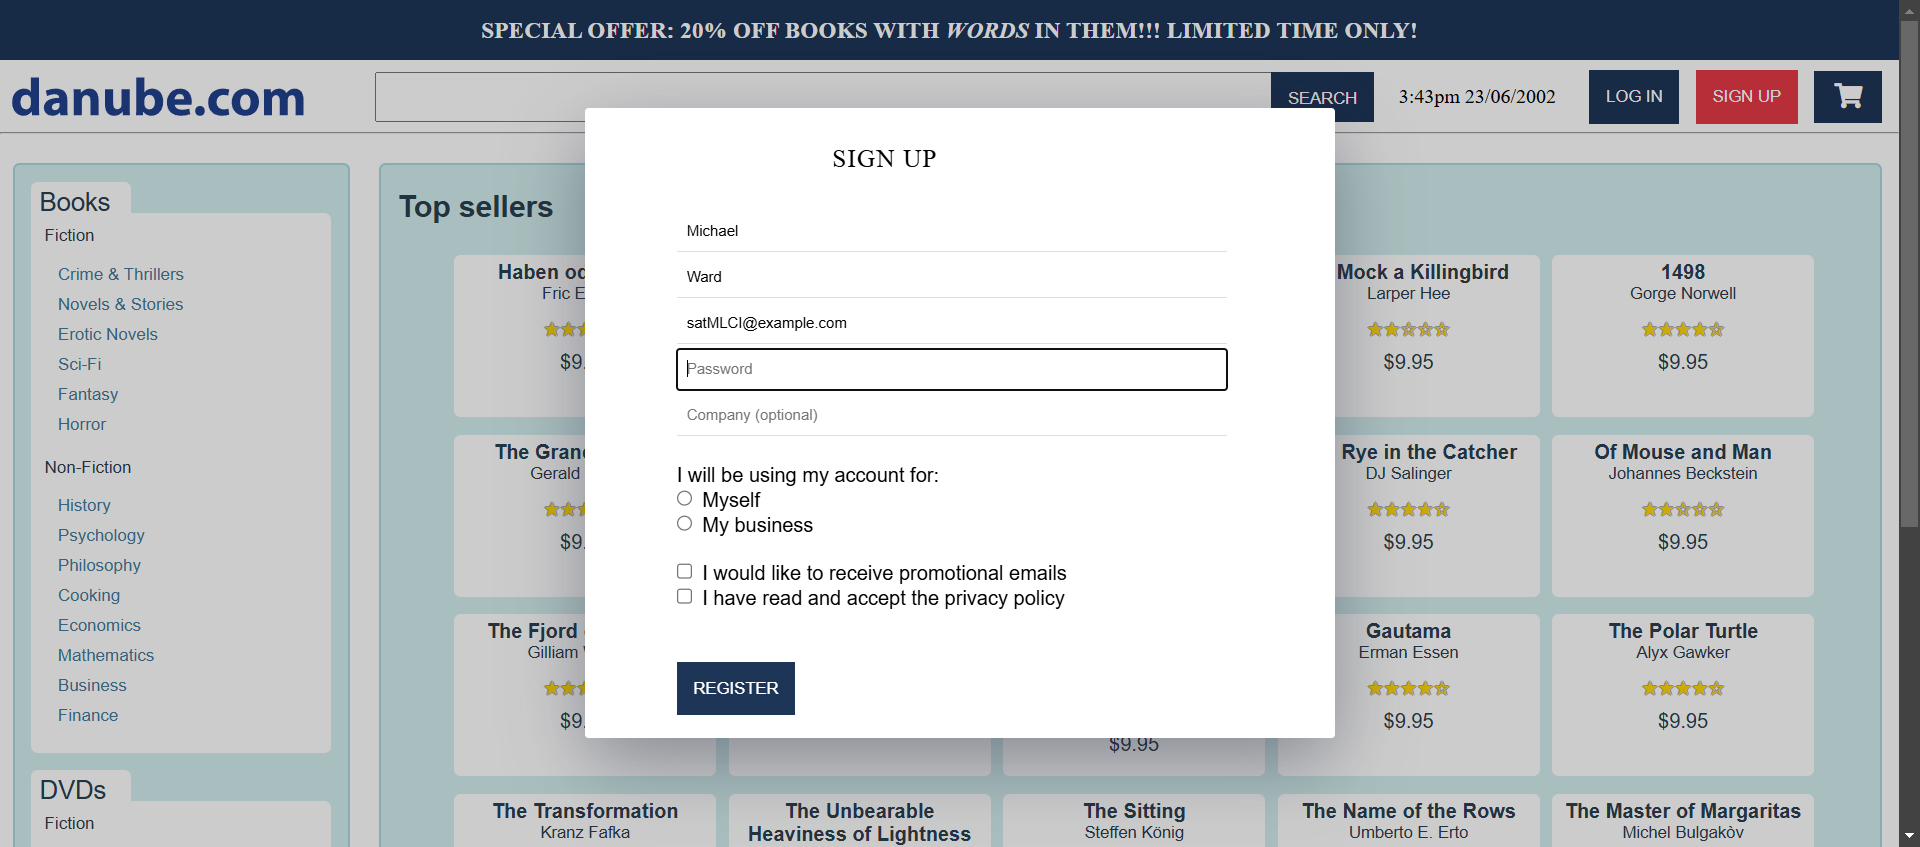 SPECIAL OFFER: 20% OFF BOOKS WITH WORDS IN THEM!!! LIMITED TIME ONLY!
danube.com
SEARCH
3:43pm 23/06/2002
LOG IN
SIGN UP
Books
Fiction
Crime & Thrillers
Novels & Stories
Erotic Novels
Sci-Fi
Fantasy
Horror
Non-Fiction
History
Psychology
Philosophy
Cooking
Economics
Mathematics
Business
Finance
DVDs
Fiction
SIGN UP
Michael
Ward
satMLCI@example.com
Password
Company (optional)
I will be using my account for:
Myself
My business
I would like to receive promotional emails
I have read and accept the privacy policy
REGISTER
Top sellers
Haben
Fric
Mock a Killingbird
Larper Hee
$9.95
1498
Gorge Norwell
$9.95
The
Gerald
Rye in the Catcher
DJ Salinger
$9.95
Of Mouse and Man
Johannes Beckstein
$9.95
The Fjord
Gilliam
$9.95
Gautama
Erman Essen
$9.95
The Polar Turtle
Alyx Gawker
$9.95
The Transformation
Kranz Fafka
The Unbearable
Heaviness of Lightness
The Sitting
Steffen König
The Name of the Rows
Umberto E. Erto
The Master of Margaritas
Michel Bulgakòv